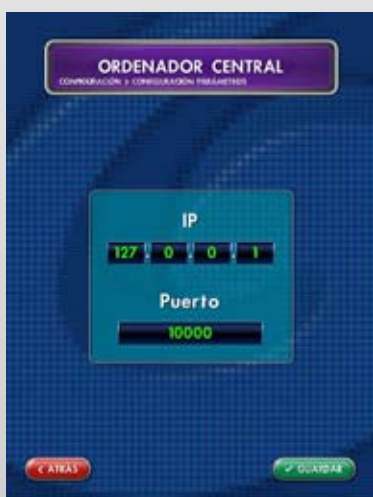 ORDENADOR CENTRAL
CONFIGURACIÓN > CONFIGURACIÓN PARÁMETROS
IP
127. 0. 0. 1
Puerto
10000
< ATRÁS
✓ GUARDAR